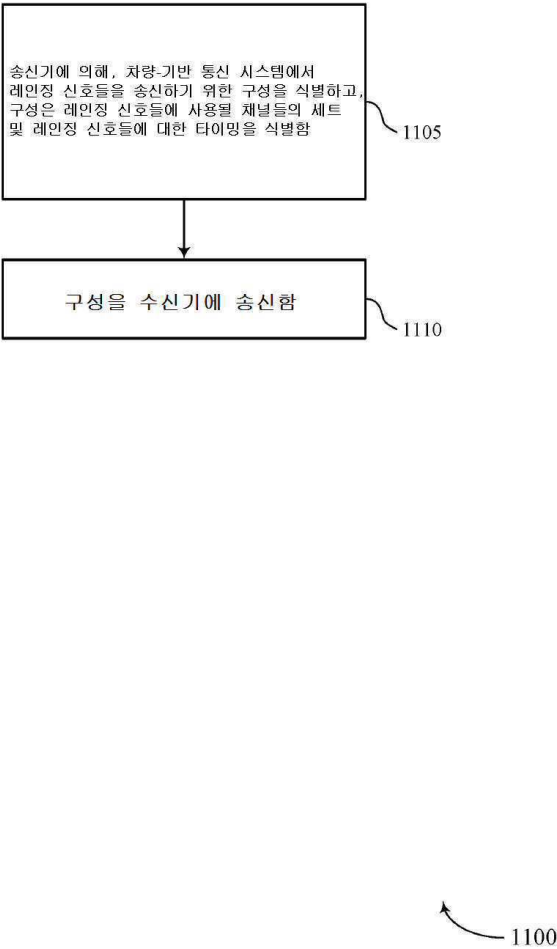 송신기에 의해, 차량-기반 통신 시스템에서
레인징 신호들을 송신하기 위한 구성을 식별하고,
구성은 레인징 신호들에 사용될 채널들의 세트
및 레인징 신호들에 대한 타이밍을 식별함
1105
구성을 수신기에 송신함
1110
1100